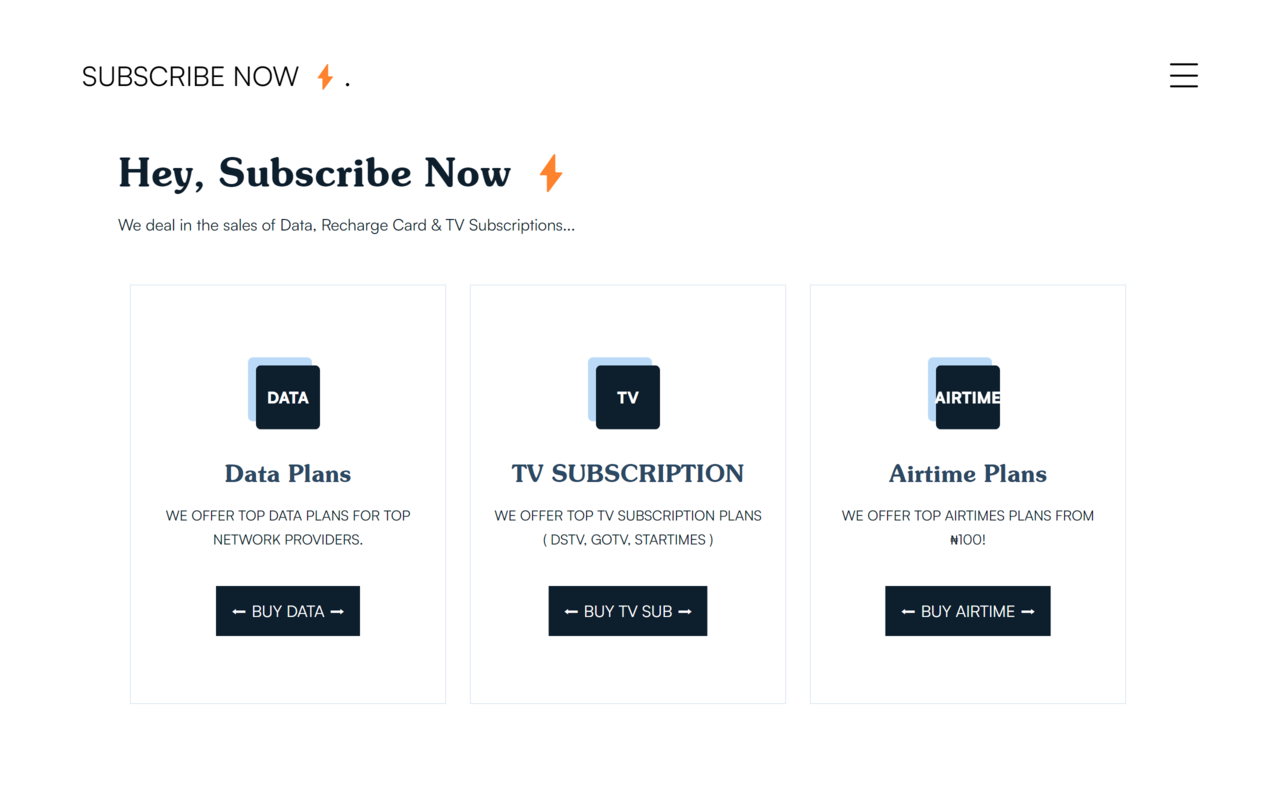 SUBSCRIBE NOW ⚡ .
Hey, Subscribe Now ⚡
We deal in the sales of Data, Recharge Card & TV Subscriptions...
DATA
Data Plans
WE OFFER TOP DATA PLANS FOR TOP
NETWORK PROVIDERS.
⬅ BUY DATA ➡
TV
TV SUBSCRIPTION
WE OFFER TOP TV SUBSCRIPTION PLANS
( DSTV, GOTV, STARTIMES )
⬅ BUY TV SUB ➡
AIRTIME
Airtime Plans
WE OFFER TOP AIRTIMES PLANS FROM
₦100!
⬅ BUY AIRTIME ➡